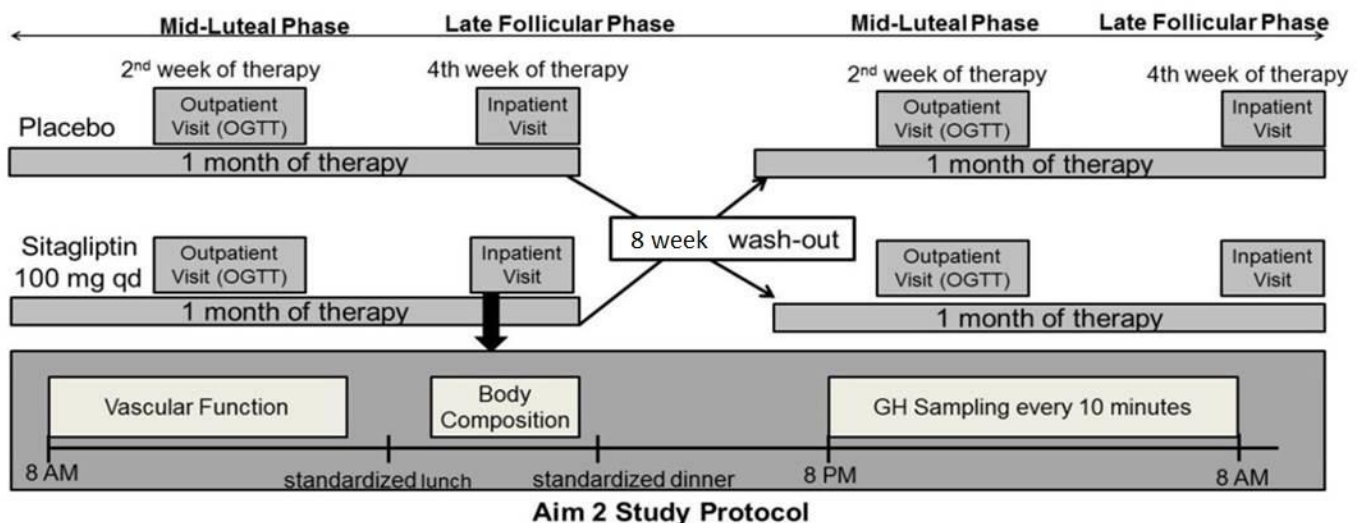 Mid-Luteal Phase
Late Follicular Phase
Mid-Luteal Phase
Late Follicular Phase
2nd week of therapy
4th week of therapy
2nd week of therapy
4th week of therapy
Placebo
Outpatient
Visit (OGTT)
Inpatient
Visit
Outpatient
Visit (OGTT)
Inpatient
Visit
1 month of therapy
1 month of therapy
8 week wash-out
Sitagliptin
100 mg qd
Outpatient
Visit (OGTT)
Inpatient
Visit
Outpatient
Visit (OGTT)
Inpatient
Visit
1 month of therapy
1 month of therapy
Vascular Function
Body
Composition
GH Sampling every 10 minutes
8 AM
standardized lunch
standardized dinner
8 PM
8 AM
Aim 2 Study Protocol